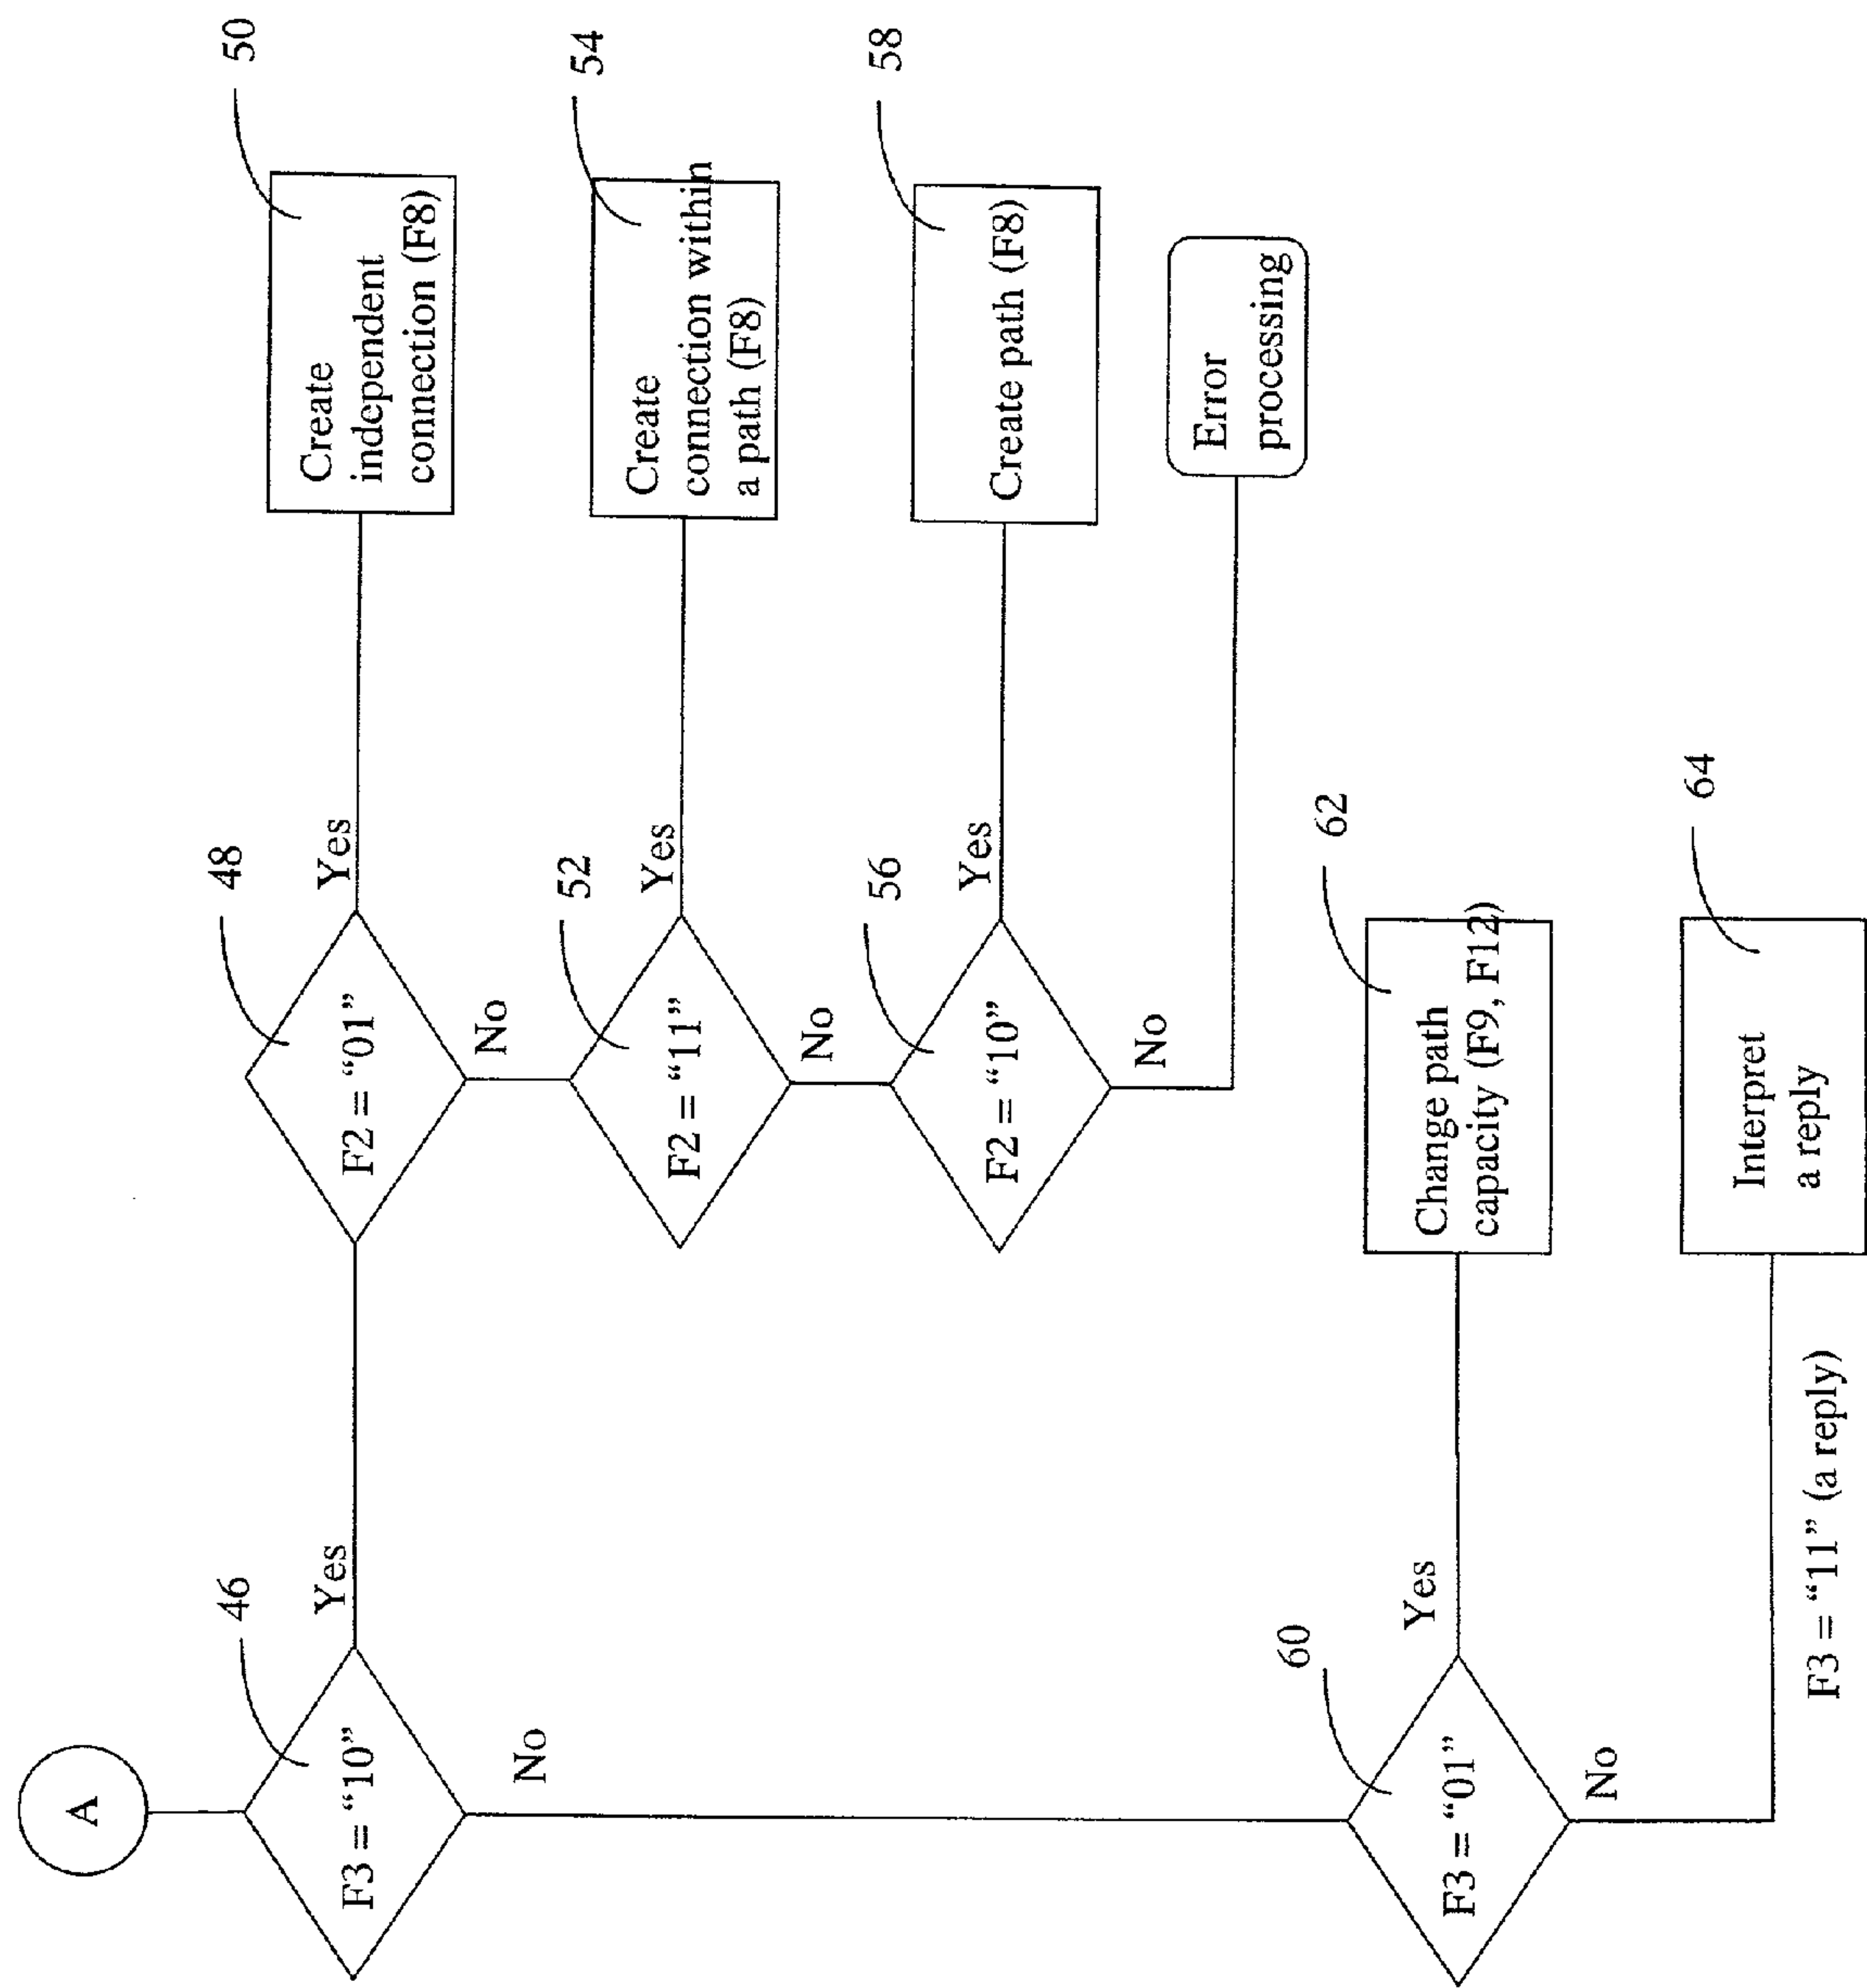 A
46
F3 = “10”
Yes
No
48
F2 = “01”
Yes
No
50
Create
independent
connection (F8)
52
F2 = “11”
Yes
No
54
Create
connection within
a path (F8)
56
F2 = “10”
Yes
No
58
Create path (F8)
Error
processing
60
F3 = “01”
Yes
No
62
Change path
capacity (F9, F12)
F3 = “11” (a reply)
64
Interpret
a reply